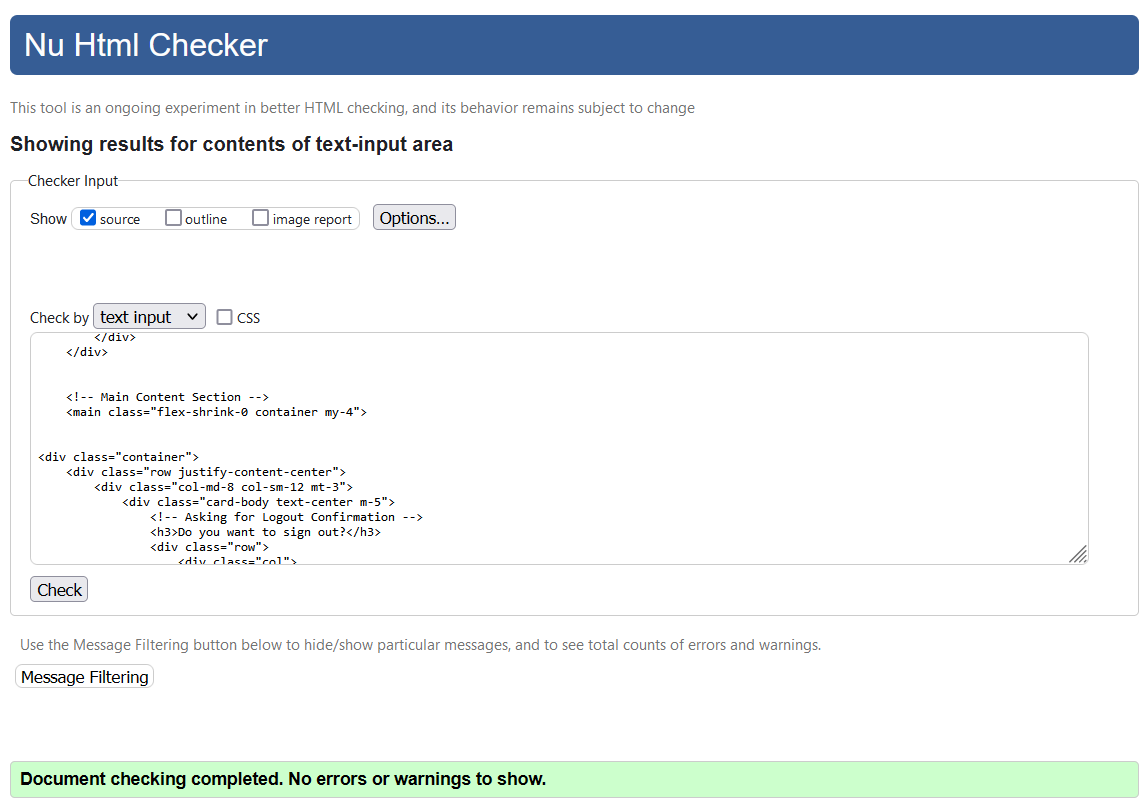 Nu Html Checker
This tool is an ongoing experiment in better HTML checking, and its behavior remains subject to change
Showing results for contents of text-input area
Checker Input
Show source outline image report Options...
Check by text input CSS
        </div>
    </div>
    <!-- Main Content Section -->
    <main class="flex-shrink-0 container my-4">
<div class="container">
    <div class="row justify-content-center">
        <div class="col-md-8 col-sm-12 mt-3">
            <div class="card-body text-center m-5">
                <!-- Asking for Logout Confirmation -->
                <h3>Do you want to sign out?</h3>
                <div class="row">
                    <div class="col">
Check
Use the Message Filtering button below to hide/show particular messages, and to see total counts of errors and warnings.
Message Filtering
Document checking completed. No errors or warnings to show.